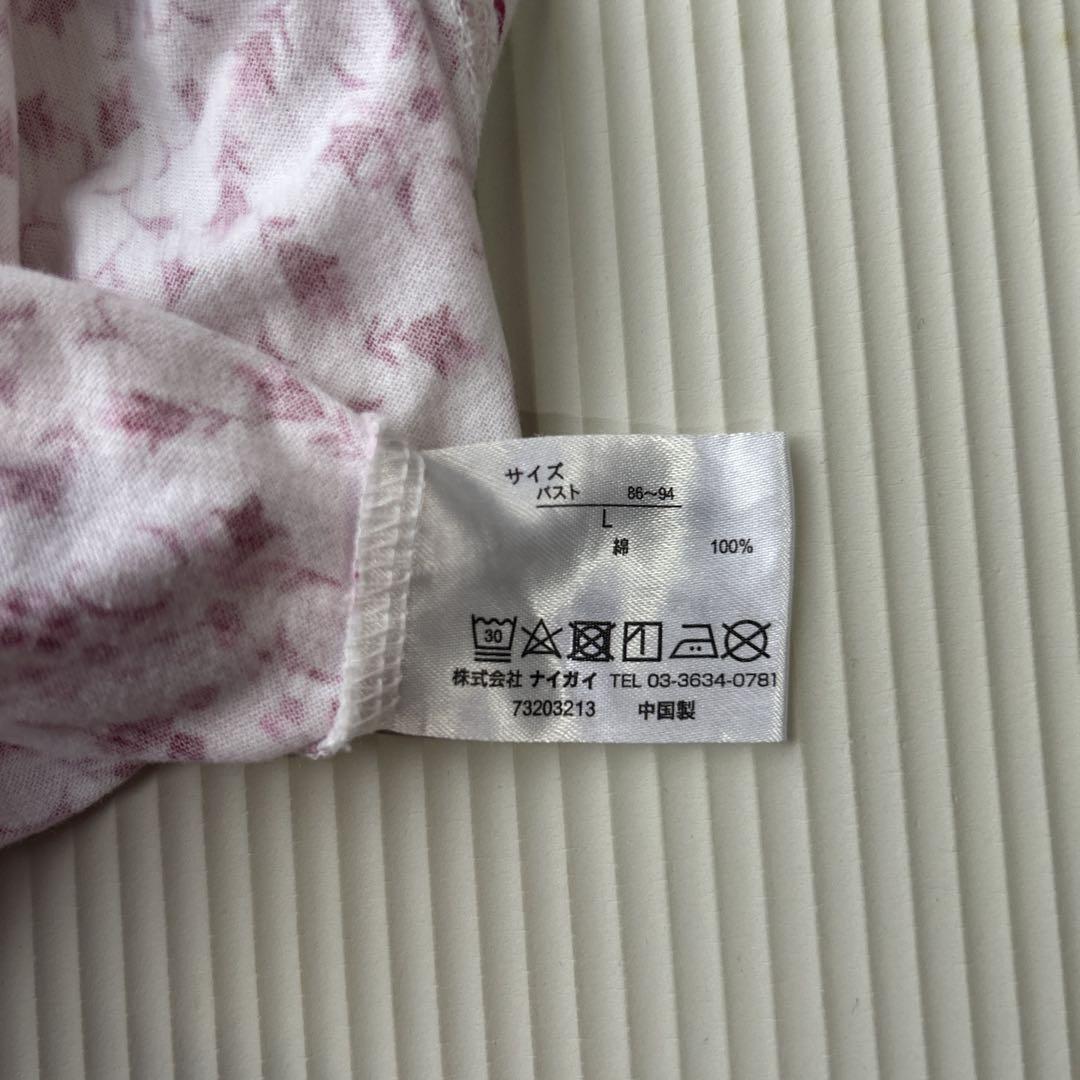 サイズ
バスト 86~94
L
綿 100%
30
株式会社 ナイガイ TEL 03-3634-0781
73203213 中国製